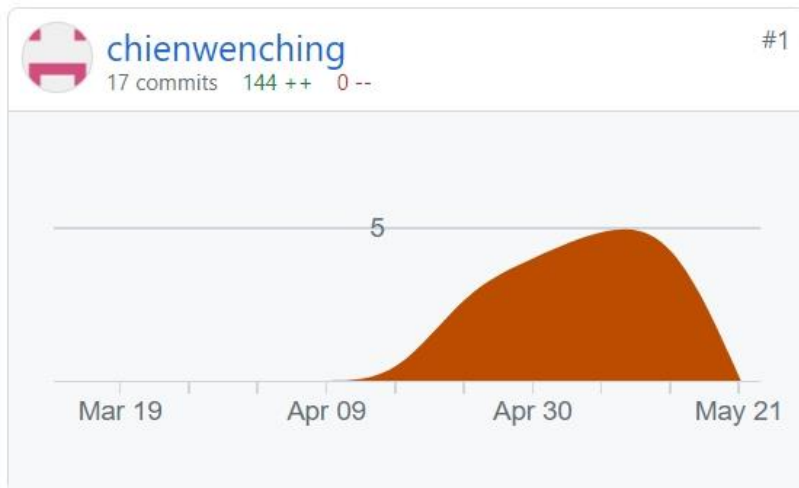 chienwenching #1
17 commits 144 ++ 0 --
5
Mar 19 Apr 09 Apr 30 May 21